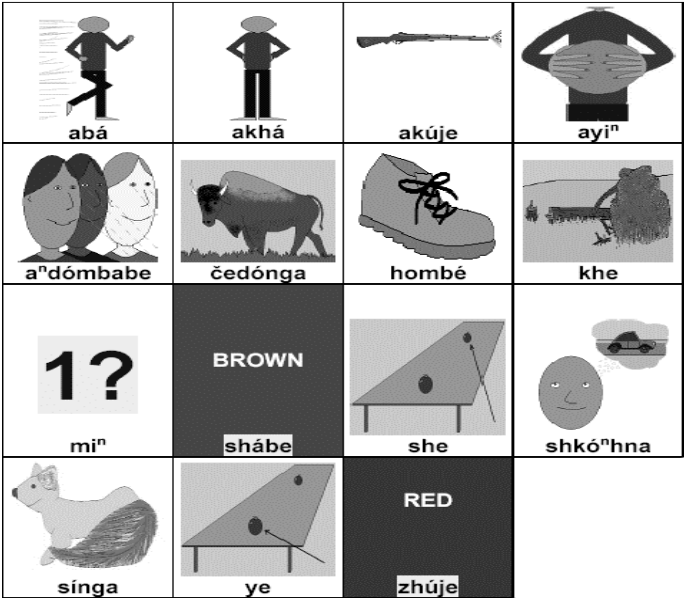 abá
akhá
akúje
ayiⁿ
aⁿdómbabe
čedónga
hombé
khe
1?
miⁿ
BROWN
shábe
she
shkóⁿhna
sínga
ye
RED
zhúje